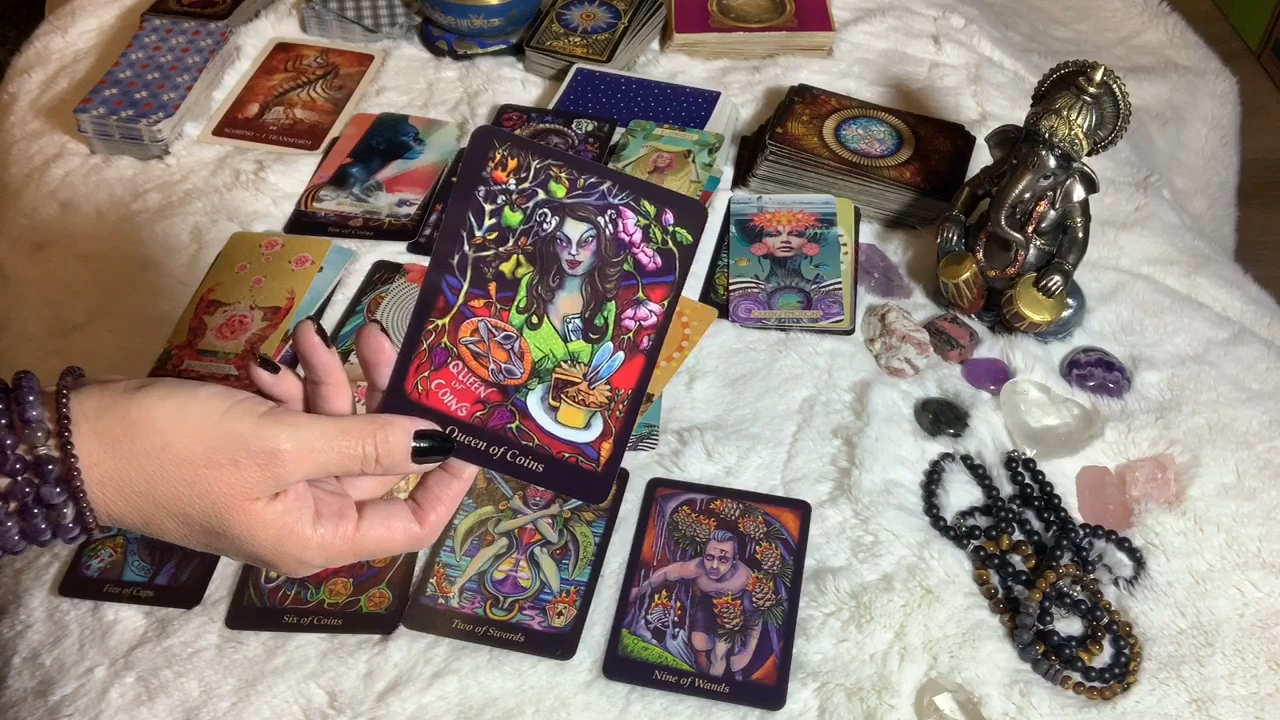 SCORPIO ~ I TRANSFORM
Ten of Coins
QUEEN
OF
COINS
Queen of Coins
Five of Cups
Six of Coins
Two of Swords
Nine of Wands